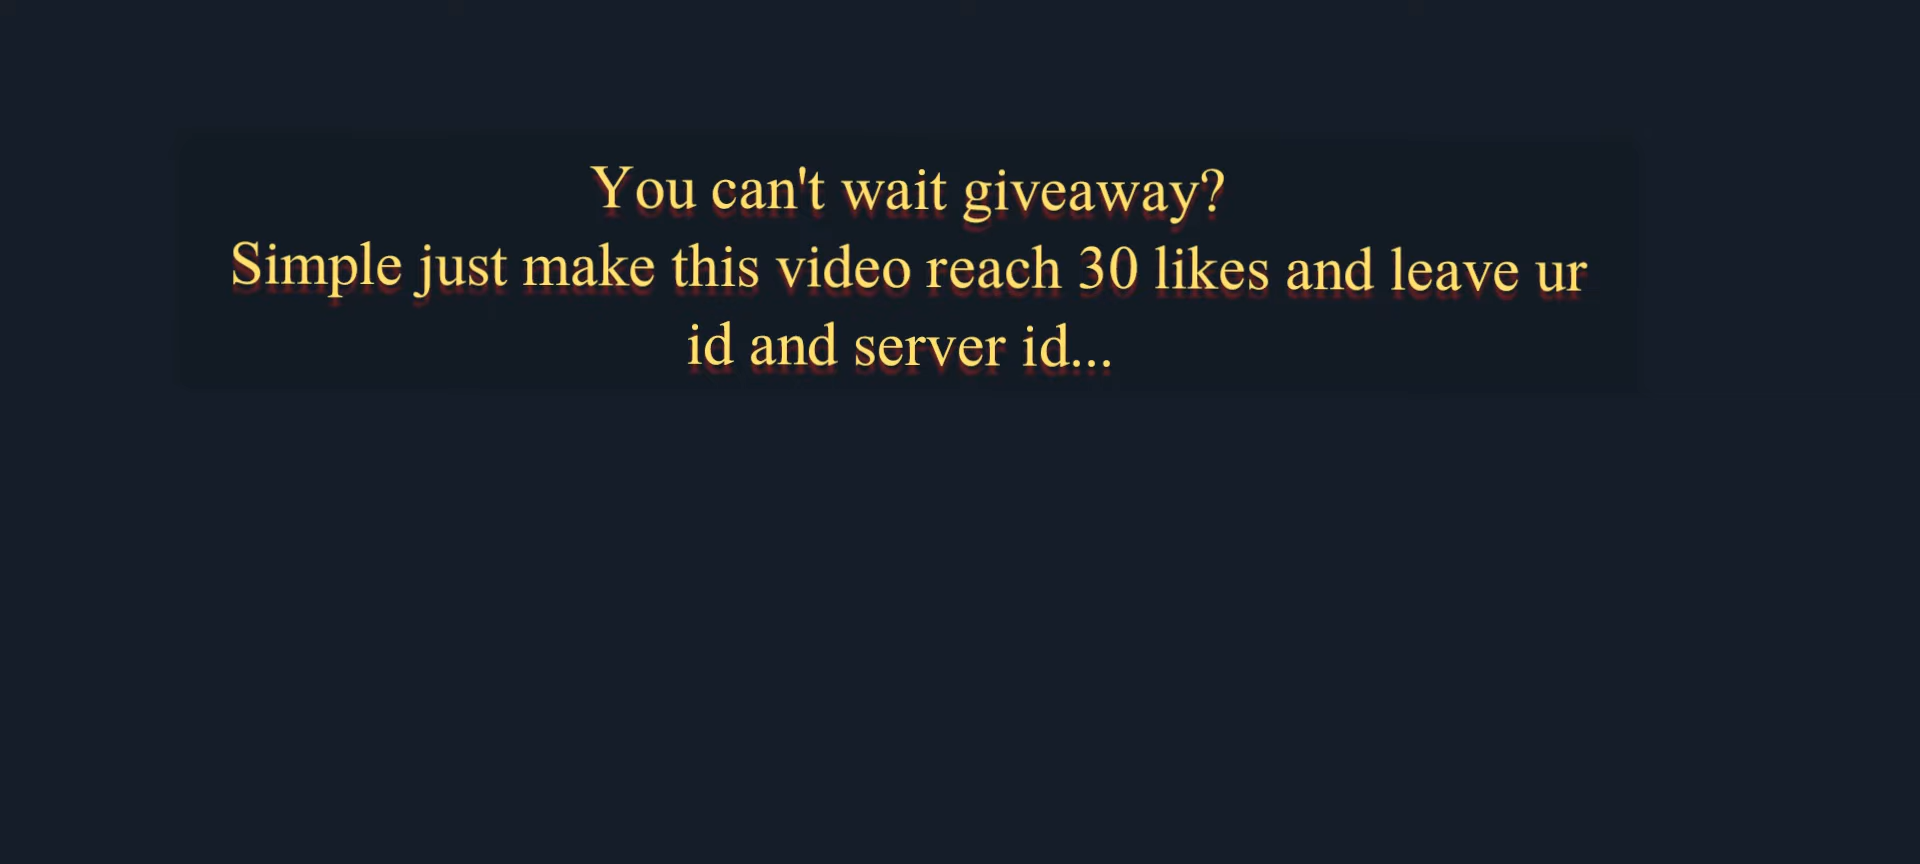 You can't wait giveaway?
Simple just make this video reach 30 likes and leave ur
id and server id...